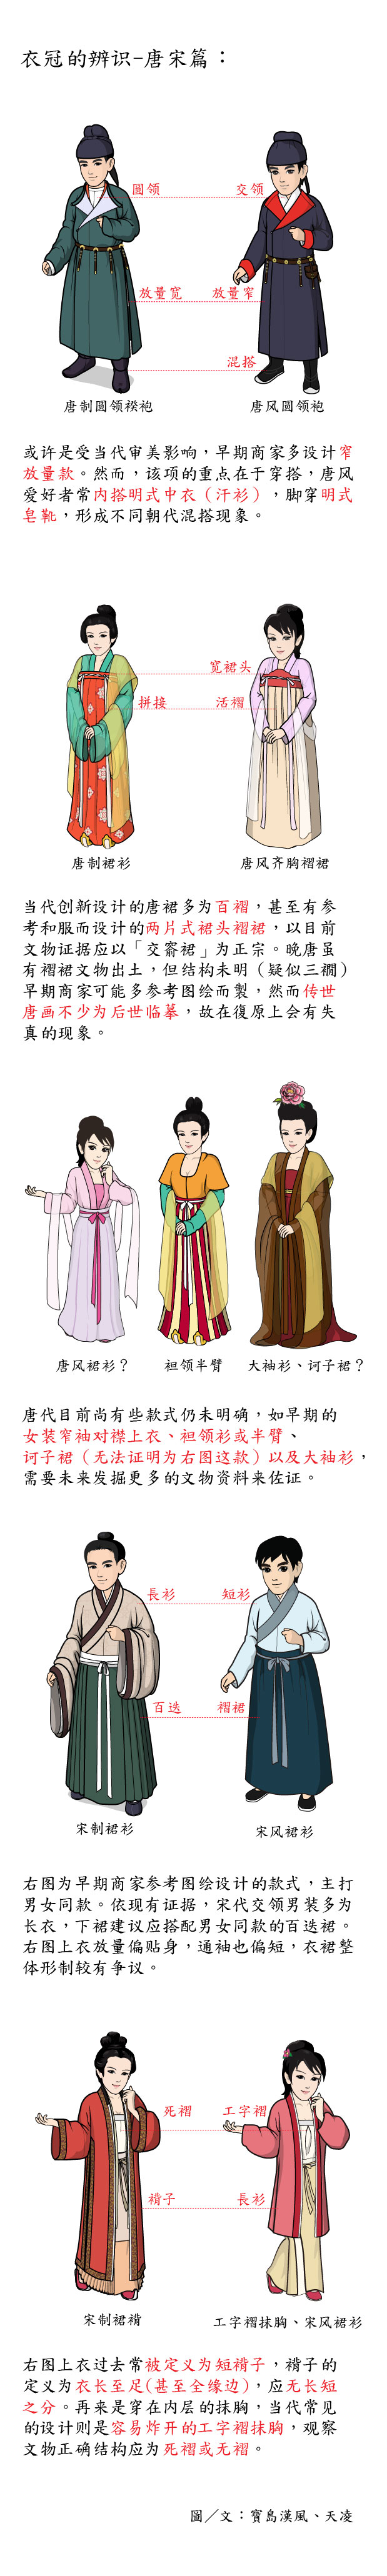 衣冠的辨识-唐宋篇：
圆领 交领
放量宽 放量窄
混搭
唐制圆领袍 唐风圆领袍
或许是受当代审美影响，早期商家多设计窄
放量款。然而，该项的重点在于穿搭，唐风
爱好者常内搭明式中衣（汗衫），脚穿明式
皂靴，形成不同朝代混搭现象。
宽裙头
拼接 活褶
唐制裙衫 唐风齐胸褶裙
当代创新设计的唐裙多为百褶，甚至有参
考和服而设计的两片式裙头褶裙，以目前
文物证据应以「交窬裙」为正宗。晚唐虽
有褶裙文物出土，但结构未明（疑似三襉）
早期商家可能多参考图绘而製，然而传世
唐画不少为后世临摹，故在復原上会有失
真的现象。
唐风裙衫？ 袒领半臂 大袖衫、诃子裙？
唐代目前尚有些款式仍未明确，如早期的
女装窄袖对襟上衣、袒领衫或半臂、
诃子裙（无法证明为右图这款）以及大袖衫，
需要未来发掘更多的文物资料来佐证。
長衫 短衫
百迭 褶裙
宋制裙衫 宋风裙衫
右图为早期商家参考图绘设计的款式，主打
男女同款。依现有证据，宋代交领男装多为
长衣，下裙建议应搭配男女同款的百迭裙。
右图上衣放量偏贴身，通袖也偏短，衣裙整
体形制较有争议。
死褶 工字褶
褙子 長衫
宋制裙褙 工字褶抹胸、宋风裙衫
右图上衣过去常被定义为短褙子，褙子的
定义为衣长至足(甚至全缘边)，应无长短
之分。再来是穿在内层的抹胸，当代常见
的设计则是容易炸开的工字褶抹胸，观察
文物正确结构应为死褶或无褶。
圖／文：寶島漢風、天凌